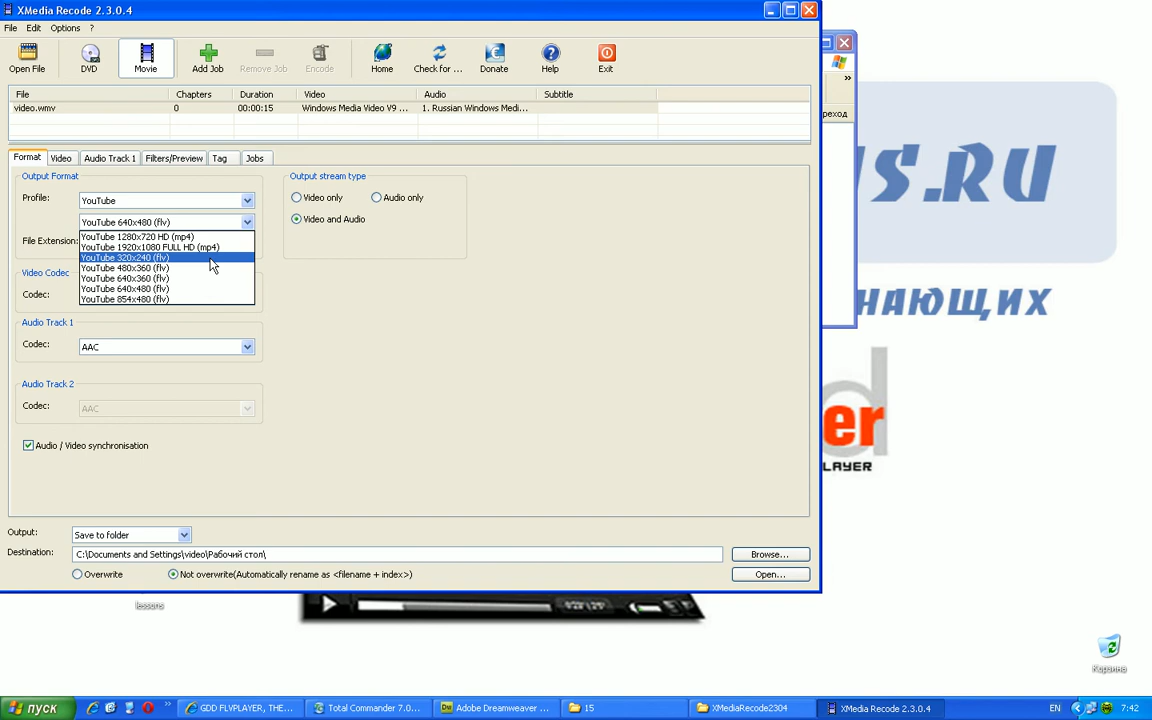 XMedia Recode 2.3.0.4
File Edit Options ?
Open File DVD Movie Add Job Remove Job Encode Home Check for ... Donate Help Exit
»
реход
File Chapters Duration Video Audio Subtitle
video.wmv 0 00:00:15 Windows Media Video V9 ... 1. Russian Windows Medi...
Format Video Audio Track 1 Filters/Preview Tag Jobs
Output Format
Output stream type
Profile: YouTube
Video only Audio only
YouTube 640x480 (flv)
Video and Audio
File Extension:
YouTube 1280x720 HD (mp4)
YouTube 1920x1080 FULL HD (mp4)
YouTube 320x240 (flv)
YouTube 480x360 (flv)
YouTube 640x360 (flv)
YouTube 640x480 (flv)
YouTube 854x480 (flv)
Video Codec
Codec:
Audio Track 1
Codec: AAC
Audio Track 2
Codec: AAC
Audio / Video synchronisation
Output: Save to folder
Destination: C:\Documents and Settings\video\Рабочий стол\ Browse...
Overwrite Not overwrite(Automatically rename as <filename + index>) Open...
S.RU
НАЮЩИХ
er
LAYER
lessons
Корзина
пуск » GDD FLVPLAYER, THE... Total Commander 7.0... Adobe Dreamweaver ... 15 XMediaRecode2304 XMedia Recode 2.3.0.4 EN 7:42